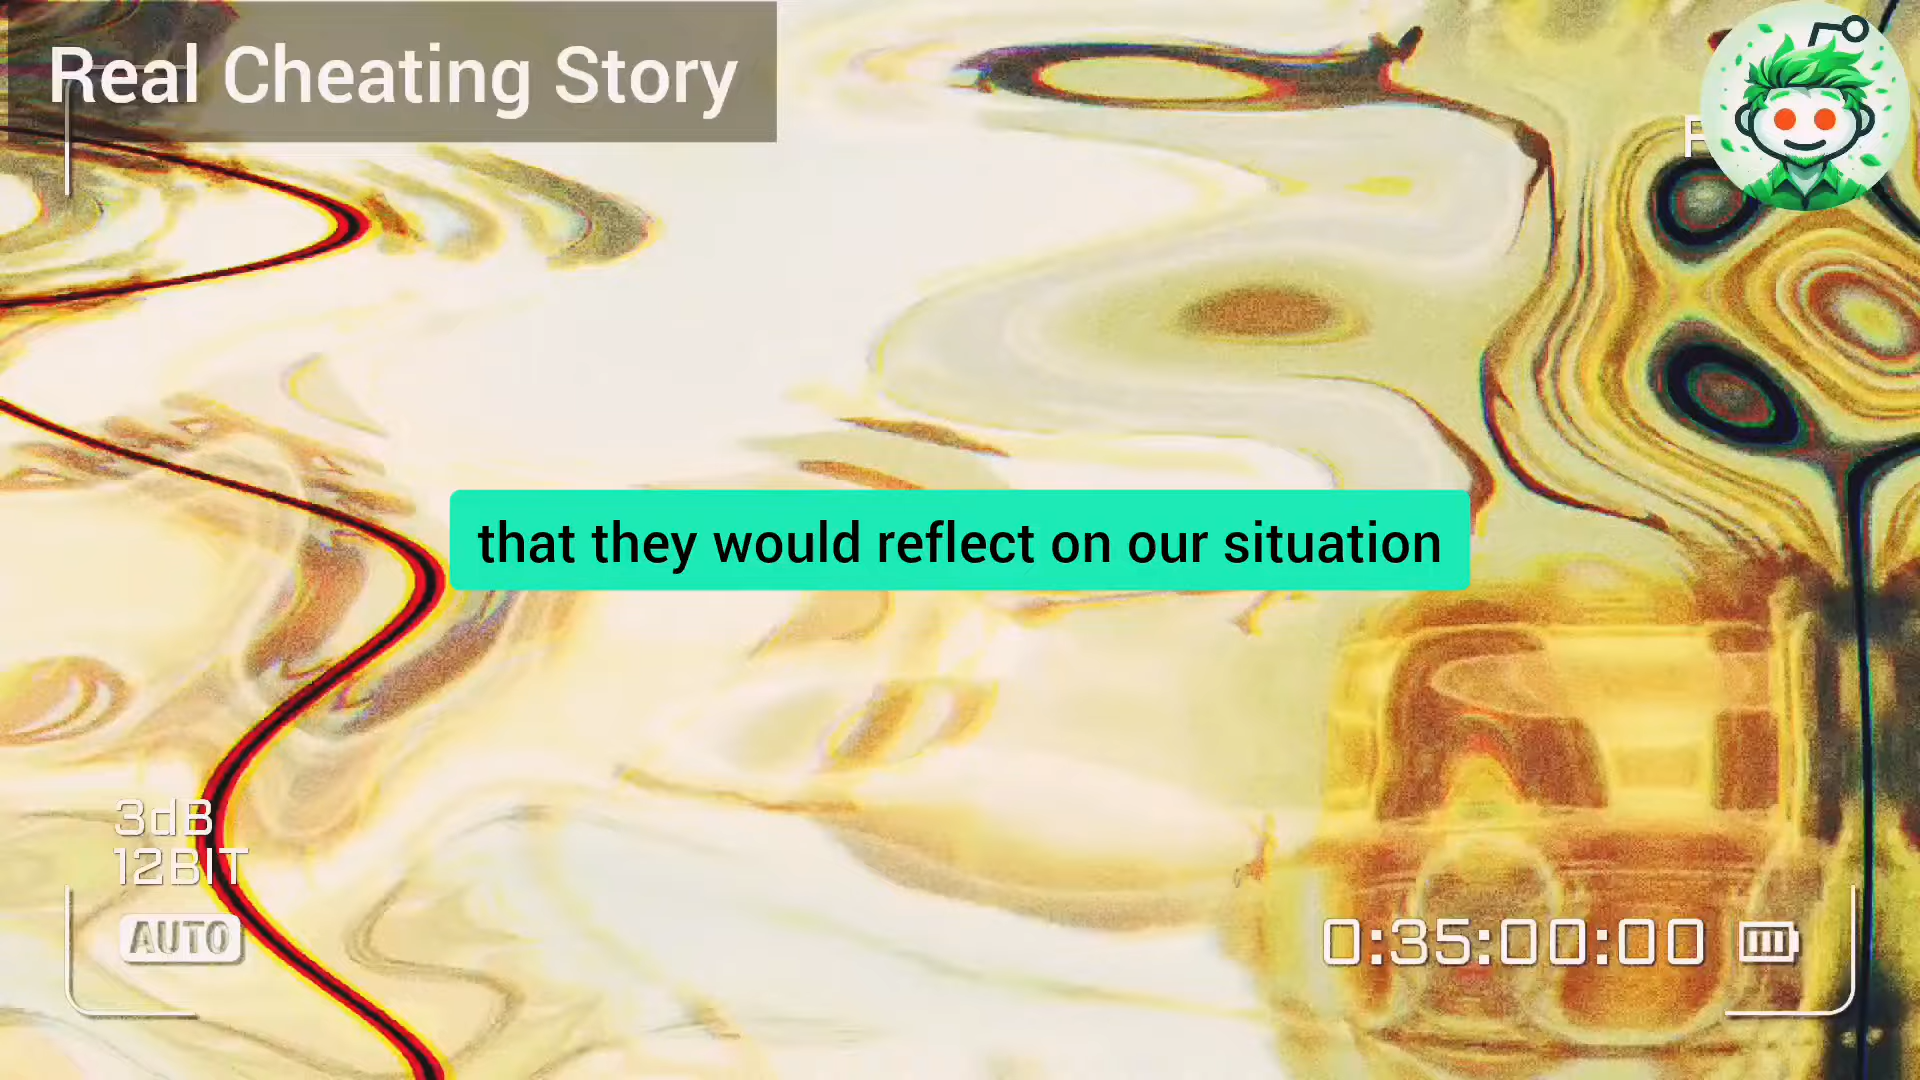 Real Cheating Story
that they would reflect on our situation
3dB
12BIT
AUTO
0:35:00:00